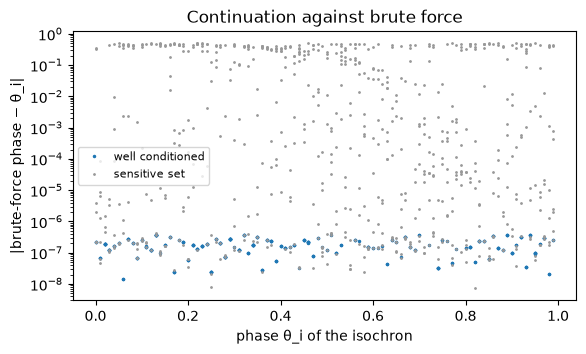 Continuation against brute force
|brute-force phase − θ_i|
10⁰
10⁻¹
10⁻²
10⁻³
10⁻⁴
10⁻⁵
10⁻⁶
10⁻⁷
10⁻⁸
well conditioned
sensitive set
0.0 0.2 0.4 0.6 0.8 1.0
phase θ_i of the isochron